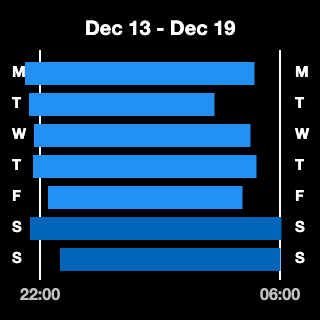 Dec 13 - Dec 19
M M
T T
W W
T T
F F
S S
S S
22:00 06:00